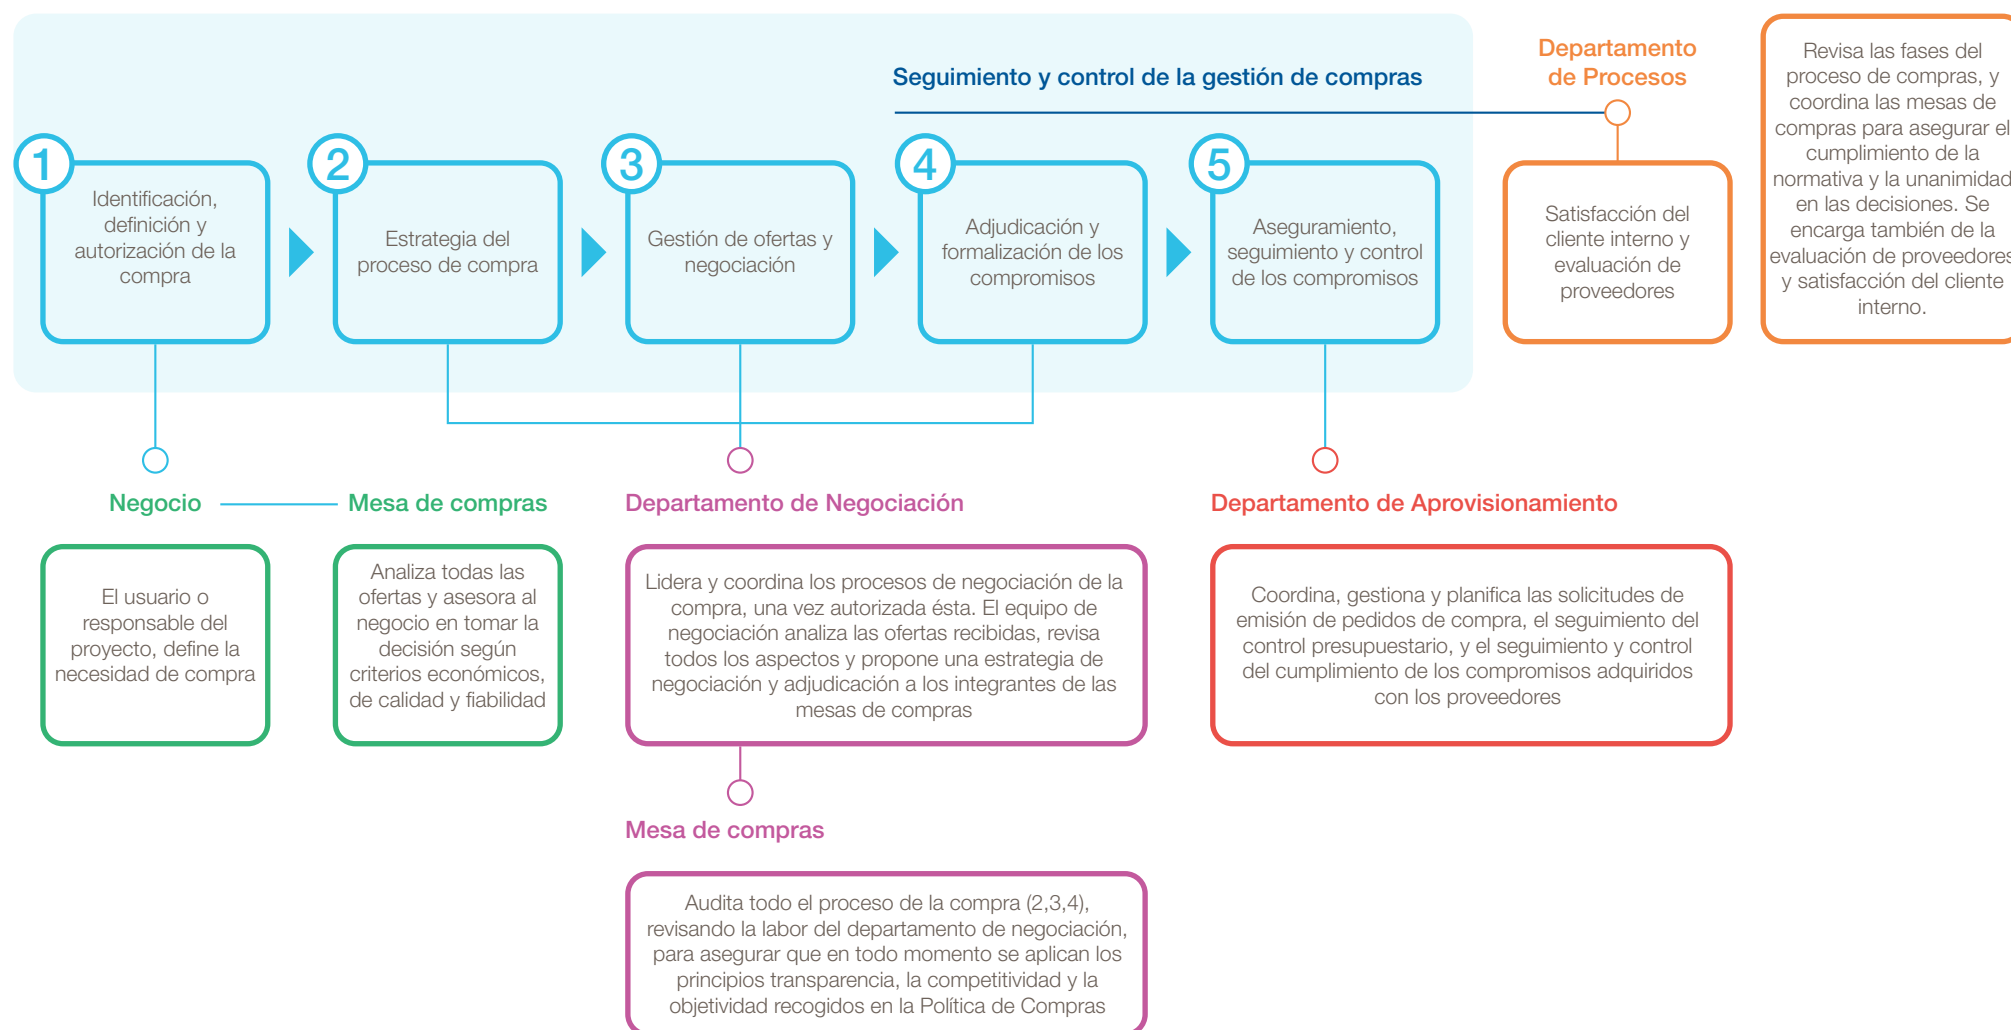 Seguimiento y control de la gestión de compras
Departamento
de Procesos
1
Identificación,
definición y
autorización de la
compra
2
Estrategia del
proceso de compra
3
Gestión de ofertas y
negociación
4
Adjudicación y
formalización de los
compromisos
5
Aseguramiento,
seguimiento y control
de los compromisos
Satisfacción del
cliente interno y
evaluación de
proveedores
Revisa las fases del
proceso de compras, y
coordina las mesas de
compras para asegurar el
cumplimiento de la
normativa y la unanimidad
en las decisiones. Se
encarga también de la
evaluación de proveedores
y satisfacción del cliente
interno.
Negocio
Mesa de compras
Departamento de Negociación
Departamento de Aprovisionamiento
El usuario o
responsable del
proyecto, define la
necesidad de compra
Analiza todas las
ofertas y asesora al
negocio en tomar la
decisión según
criterios económicos,
de calidad y fiabilidad
Lidera y coordina los procesos de negociación de la
compra, una vez autorizada ésta. El equipo de
negociación analiza las ofertas recibidas, revisa
todos los aspectos y propone una estrategia de
negociación y adjudicación a los integrantes de las
mesas de compras
Coordina, gestiona y planifica las solicitudes de
emisión de pedidos de compra, el seguimiento del
control presupuestario, y el seguimiento y control
del cumplimiento de los compromisos adquiridos
con los proveedores
Mesa de compras
Audita todo el proceso de la compra (2,3,4),
revisando la labor del departamento de negociación,
para asegurar que en todo momento se aplican los
principios transparencia, la competitividad y la
objetividad recogidos en la Política de Compras